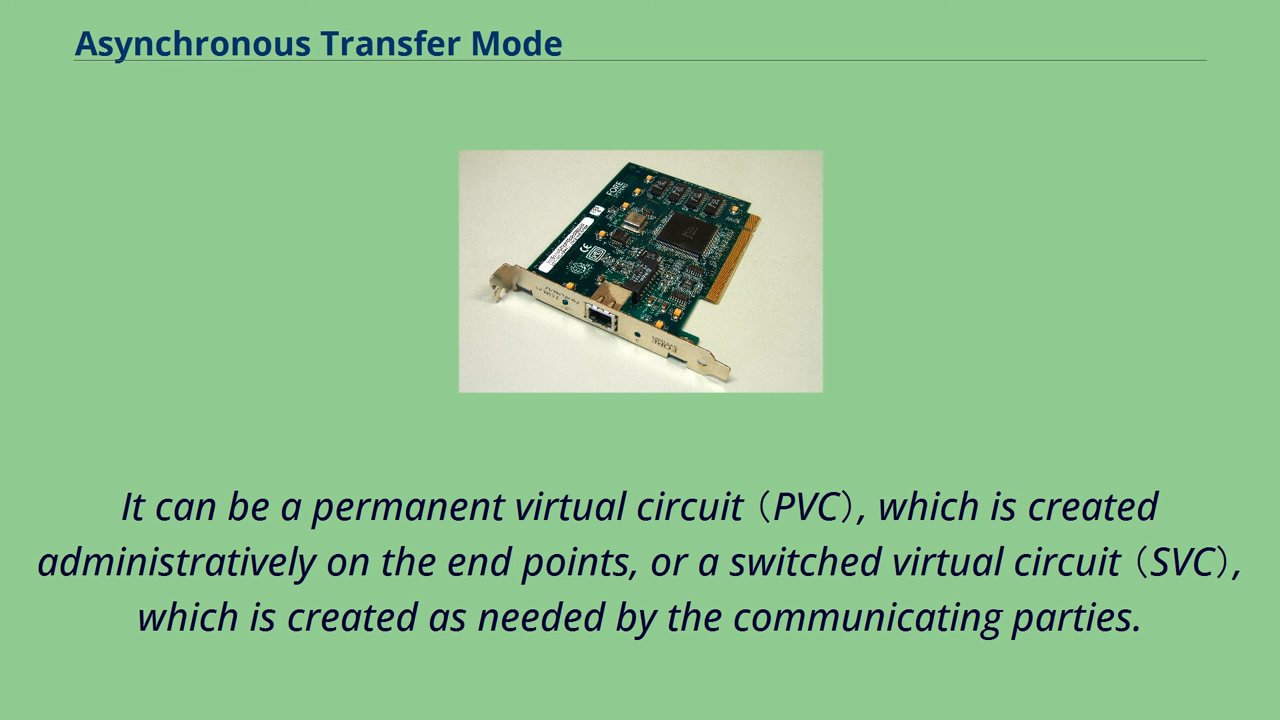 Asynchronous Transfer Mode
FORE
It can be a permanent virtual circuit（PVC）, which is created
administratively on the end points, or a switched virtual circuit（SVC）,
which is created as needed by the communicating parties.